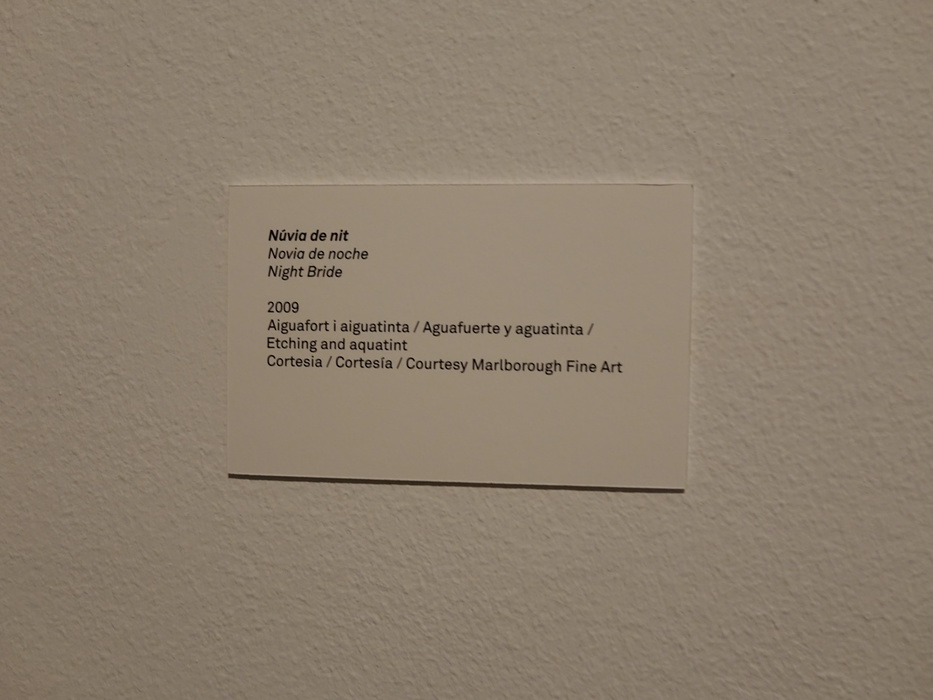 Núvia de nit
Novia de noche
Night Bride
2009
Aiguafort i aiguatinta / Aguafuerte y aguatinta /
Etching and aquatint
Cortesia / Cortesía / Courtesy Marlborough Fine Art